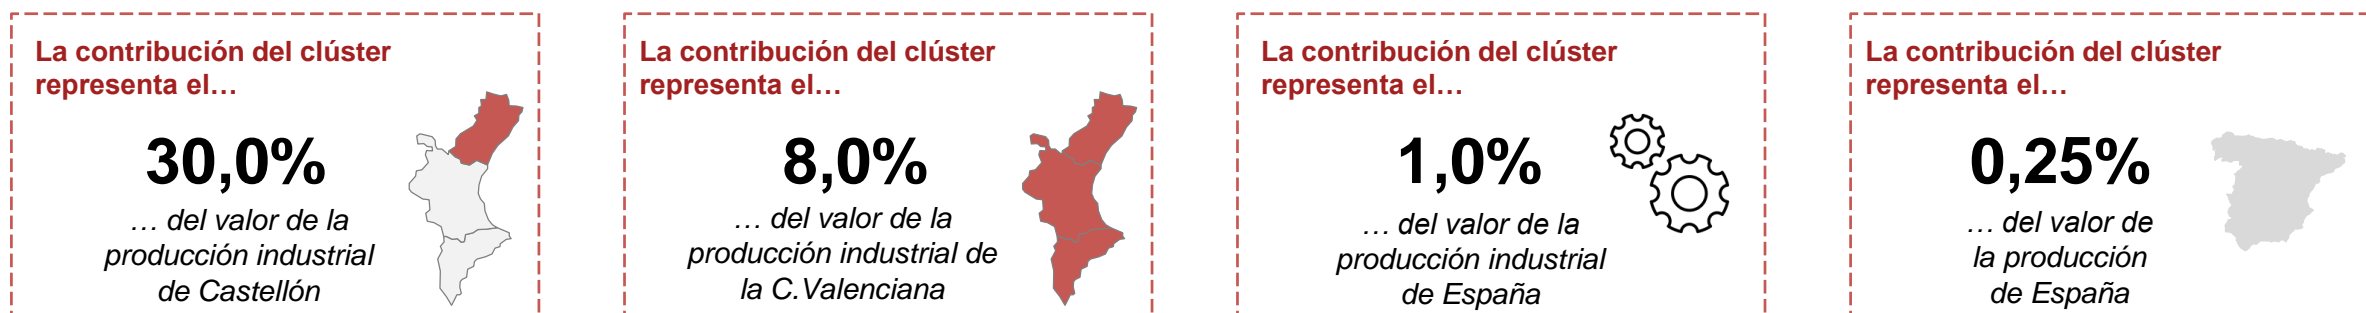 La contribución del clúster
representa el…
30,0%
… del valor de la
producción industrial
de Castellón
La contribución del clúster
representa el…
8,0%
… del valor de la
producción industrial de
la C.Valenciana
La contribución del clúster
representa el…
1,0%
… del valor de la
producción industrial
de España
La contribución del clúster
representa el…
0,25%
… del valor de
la producción
de España